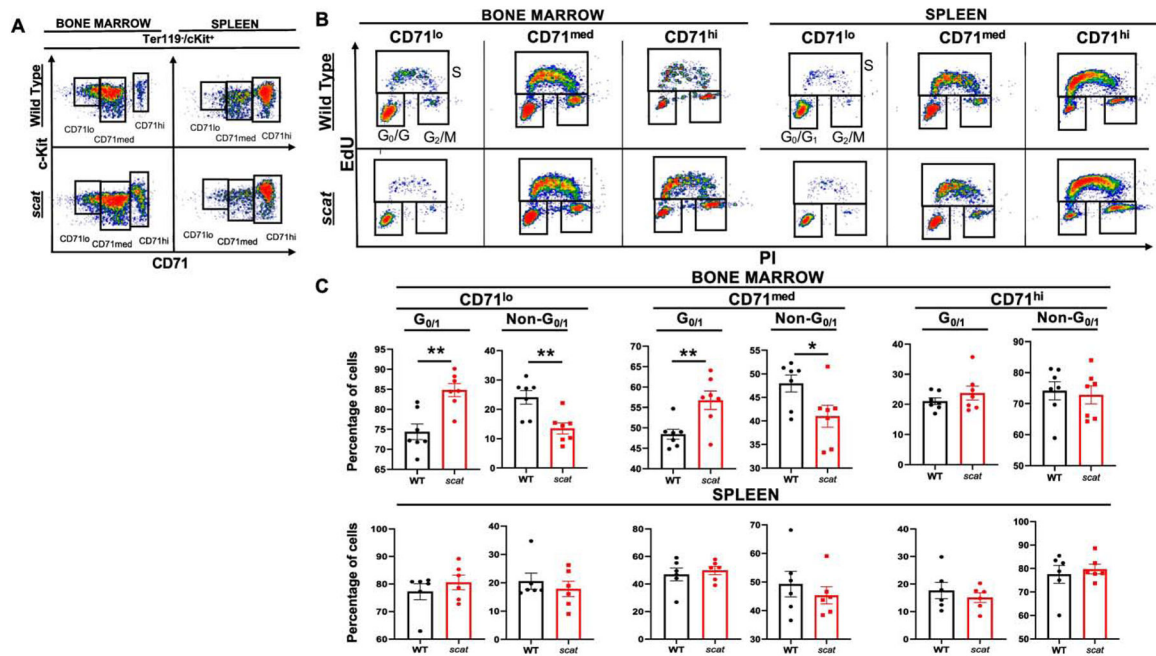 A
BONE MARROW SPLEEN
Ter119⁻/cKit⁺
Wild Type
scat
c-Kit
CD71lo CD71med CD71hi
CD71lo CD71med CD71hi
CD71lo CD71med CD71hi
CD71lo CD71med CD71hi
CD71
B
BONE MARROW SPLEEN
CD71lo CD71med CD71hi CD71lo CD71med CD71hi
Wild Type
scat
EdU
S S
G0/G G2/M G0/G1 G2/M
PI
C
BONE MARROW
CD71lo CD71med CD71hi
G0/1 Non-G0/1 G0/1 Non-G0/1 G0/1 Non-G0/1
Percentage of cells
** ** ** *
95 90 85 80 75 70 65
40 30 20 10 0
70 65 60 55 50 45
55 50 45 40 35 30
40 30 20 10 0
90 80 70 60 50
WT scat WT scat WT scat WT scat WT scat WT scat
SPLEEN
Percentage of cells
100 90 80 70 60
40 30 20 10 0
80 60 40 20 0
70 60 50 40 30
40 30 20 10 0
100 90 80 70 60 50
WT scat WT scat WT scat WT scat WT scat WT scat